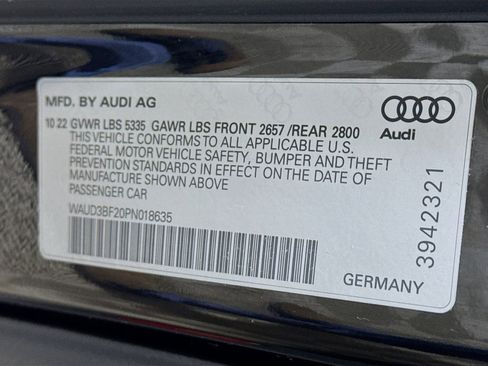 MFD. BY AUDI AG
10 22 GVWR LBS 5335 GAWR LBS FRONT 2657 /REAR 2800
THIS VEHICLE CONFORMS TO ALL APPLICABLE U.S.
FEDERAL MOTOR VEHICLE SAFETY, BUMPER AND THEFT
PREVENTION STANDARDS IN EFFECT ON THE DATE OF
MANUFACTURE SHOWN ABOVE
PASSENGER CAR
WAUD3BF20PN018635
GERMANY
Audi
3942321